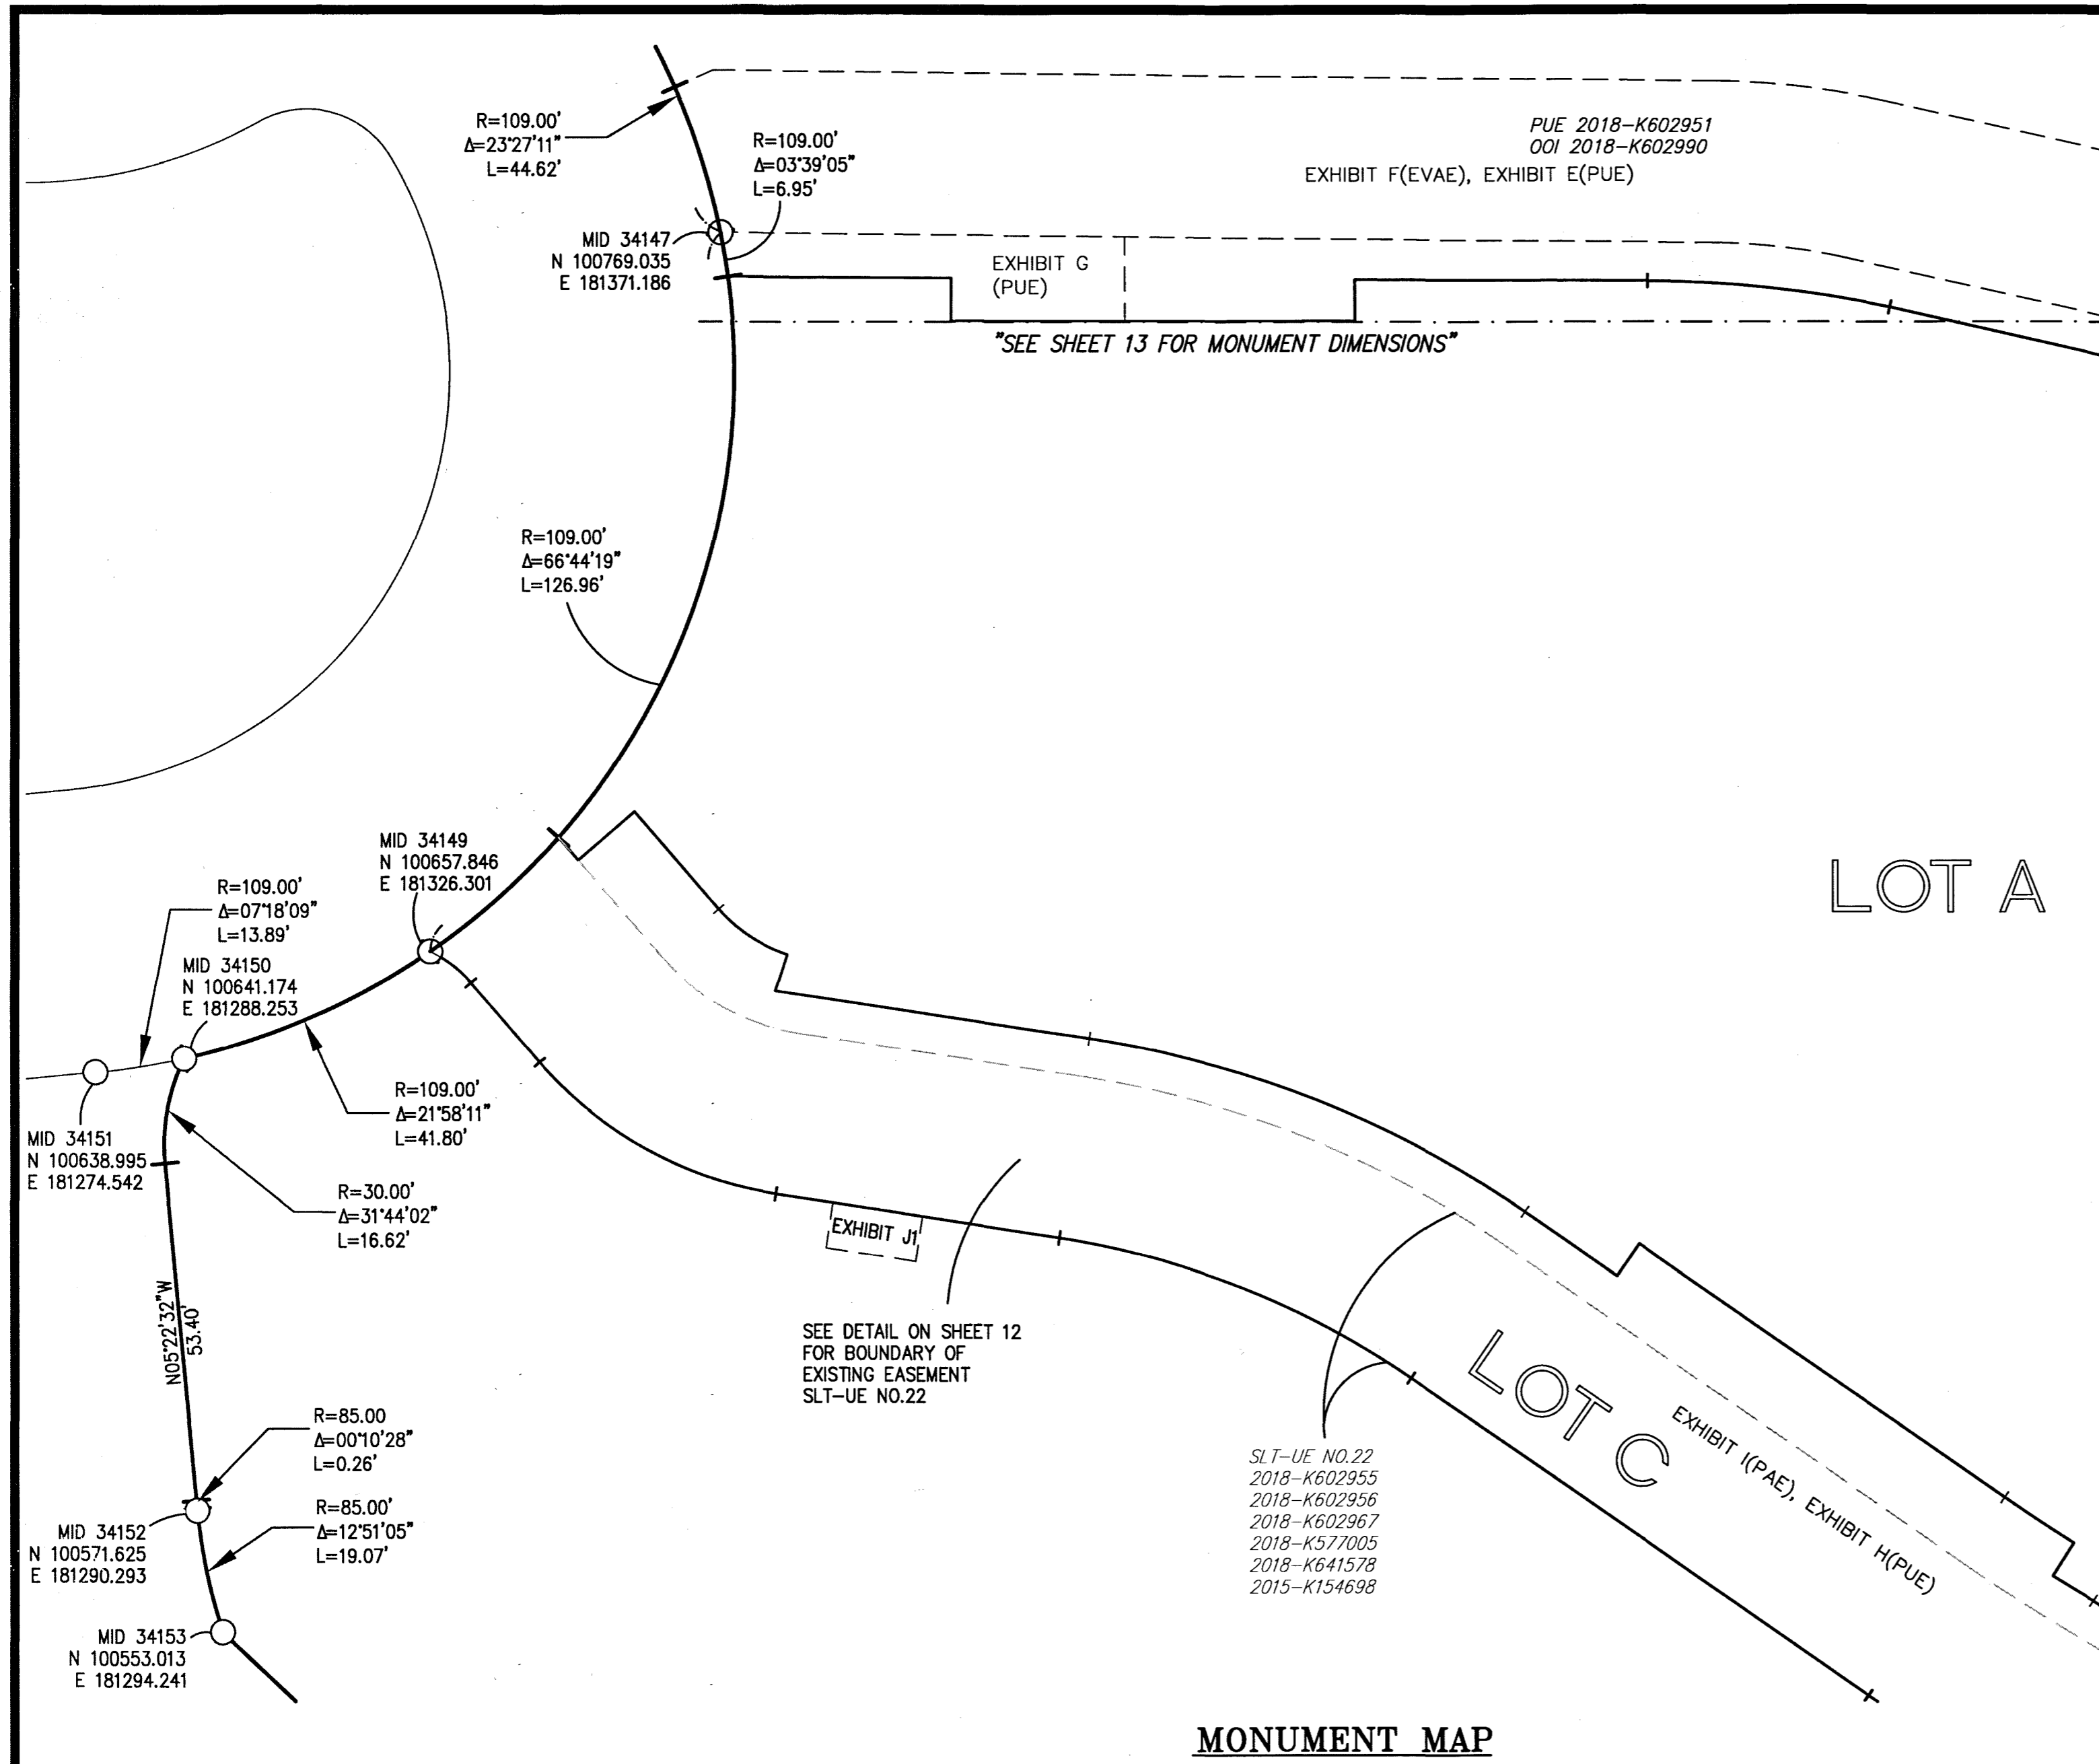 R=109.00'
Δ=23°27'11"
L=44.62'
R=109.00'
Δ=03°39'05"
L=6.95'
PUE 2018-K602951
OOI 2018-K602990
EXHIBIT F(EVAE), EXHIBIT E(PUE)
MID 34147
N 100769.035
E 181371.186
EXHIBIT G
(PUE)
"SEE SHEET 13 FOR MONUMENT DIMENSIONS"
R=109.00'
Δ=66°44'19"
L=126.96'
MID 34149
N 100657.846
E 181326.301
LOT A
R=109.00'
Δ=07°18'09"
L=13.89'
MID 34150
N 100641.174
E 181288.253
R=109.00'
Δ=21°58'11"
L=41.80'
MID 34151
N 100638.995
E 181274.542
R=30.00'
Δ=31°44'02"
L=16.62'
EXHIBIT J1
N05°22'32"W
53.40'
SEE DETAIL ON SHEET 12
FOR BOUNDARY OF
EXISTING EASEMENT
SLT-UE NO.22
LOT C
EXHIBIT I(PAE), EXHIBIT H(PUE)
R=85.00
Δ=00°10'28"
L=0.26'
SLT-UE NO.22
2018-K602955
2018-K602956
2018-K602967
2018-K577005
2018-K641578
2015-K154698
R=85.00'
Δ=12°51'05"
L=19.07'
MID 34152
N 100571.625
E 181290.293
MID 34153
N 100553.013
E 181294.241
MONUMENT MAP